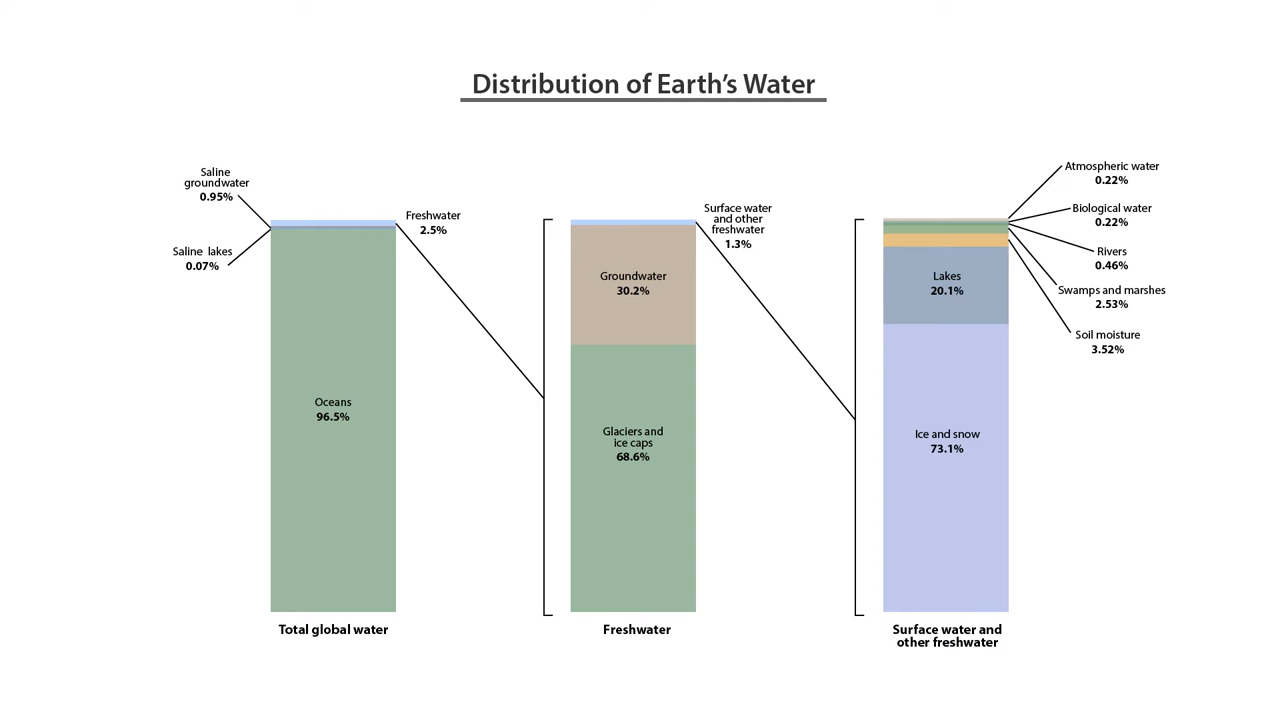 Distribution of Earth's Water
Saline
groundwater
0.95%
Saline lakes
0.07%
Freshwater
2.5%
Oceans
96.5%
Total global water
Surface water
and other
freshwater
1.3%
Groundwater
30.2%
Glaciers and
ice caps
68.6%
Freshwater
Atmospheric water
0.22%
Biological water
0.22%
Rivers
0.46%
Swamps and marshes
2.53%
Soil moisture
3.52%
Lakes
20.1%
Ice and snow
73.1%
Surface water and
other freshwater